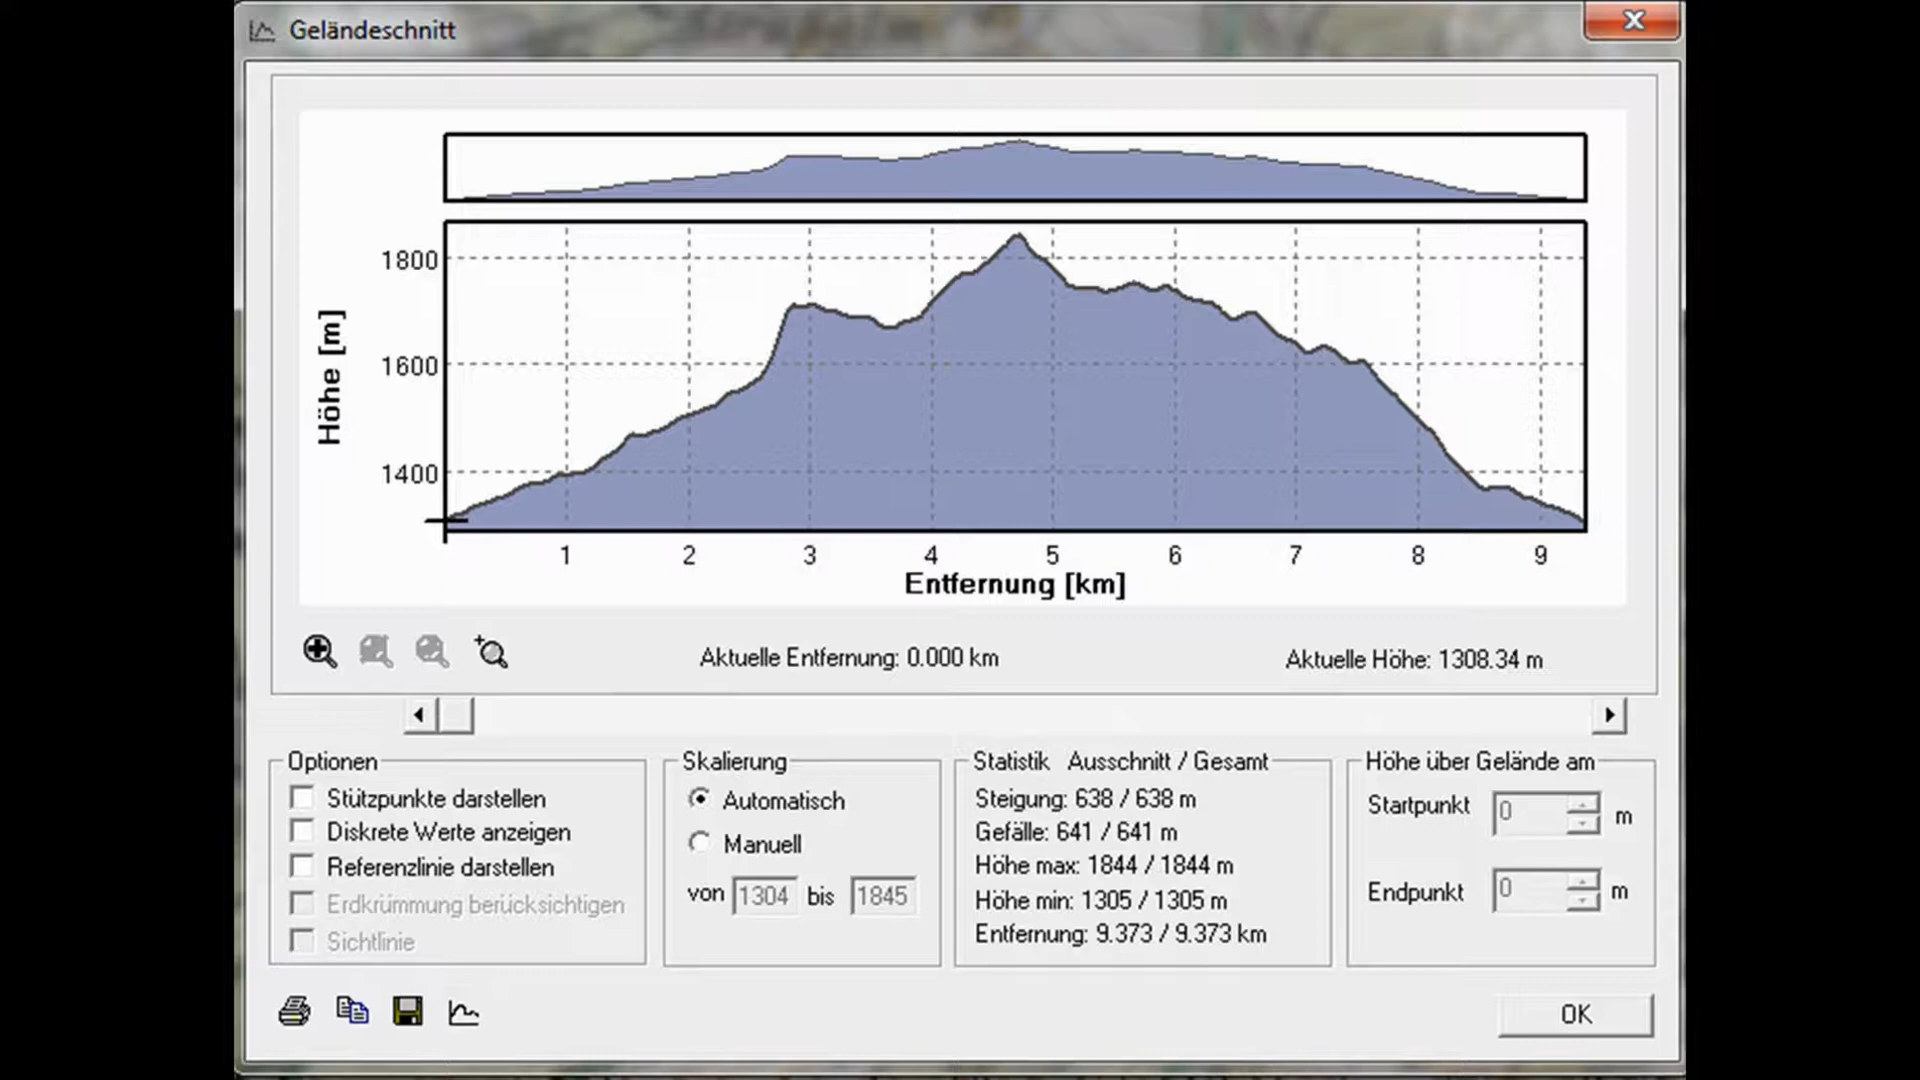 Geländeschnitt
1800
1600
1400
Höhe [m]
1 2 3 4 5 6 7 8 9
Entfernung [km]
Aktuelle Entfernung: 0.000 km
Aktuelle Höhe: 1308.34 m
Optionen
Stützpunkte darstellen
Diskrete Werte anzeigen
Referenzlinie darstellen
Erdkrümmung berücksichtigen
Sichtlinie
Skalierung
Automatisch
Manuell
von 1304 bis 1845
Statistik Ausschnitt / Gesamt
Steigung: 638 / 638 m
Gefälle: 641 / 641 m
Höhe max: 1844 / 1844 m
Höhe min: 1305 / 1305 m
Entfernung: 9.373 / 9.373 km
Höhe über Gelände am
Startpunkt 0 m
Endpunkt 0 m
OK